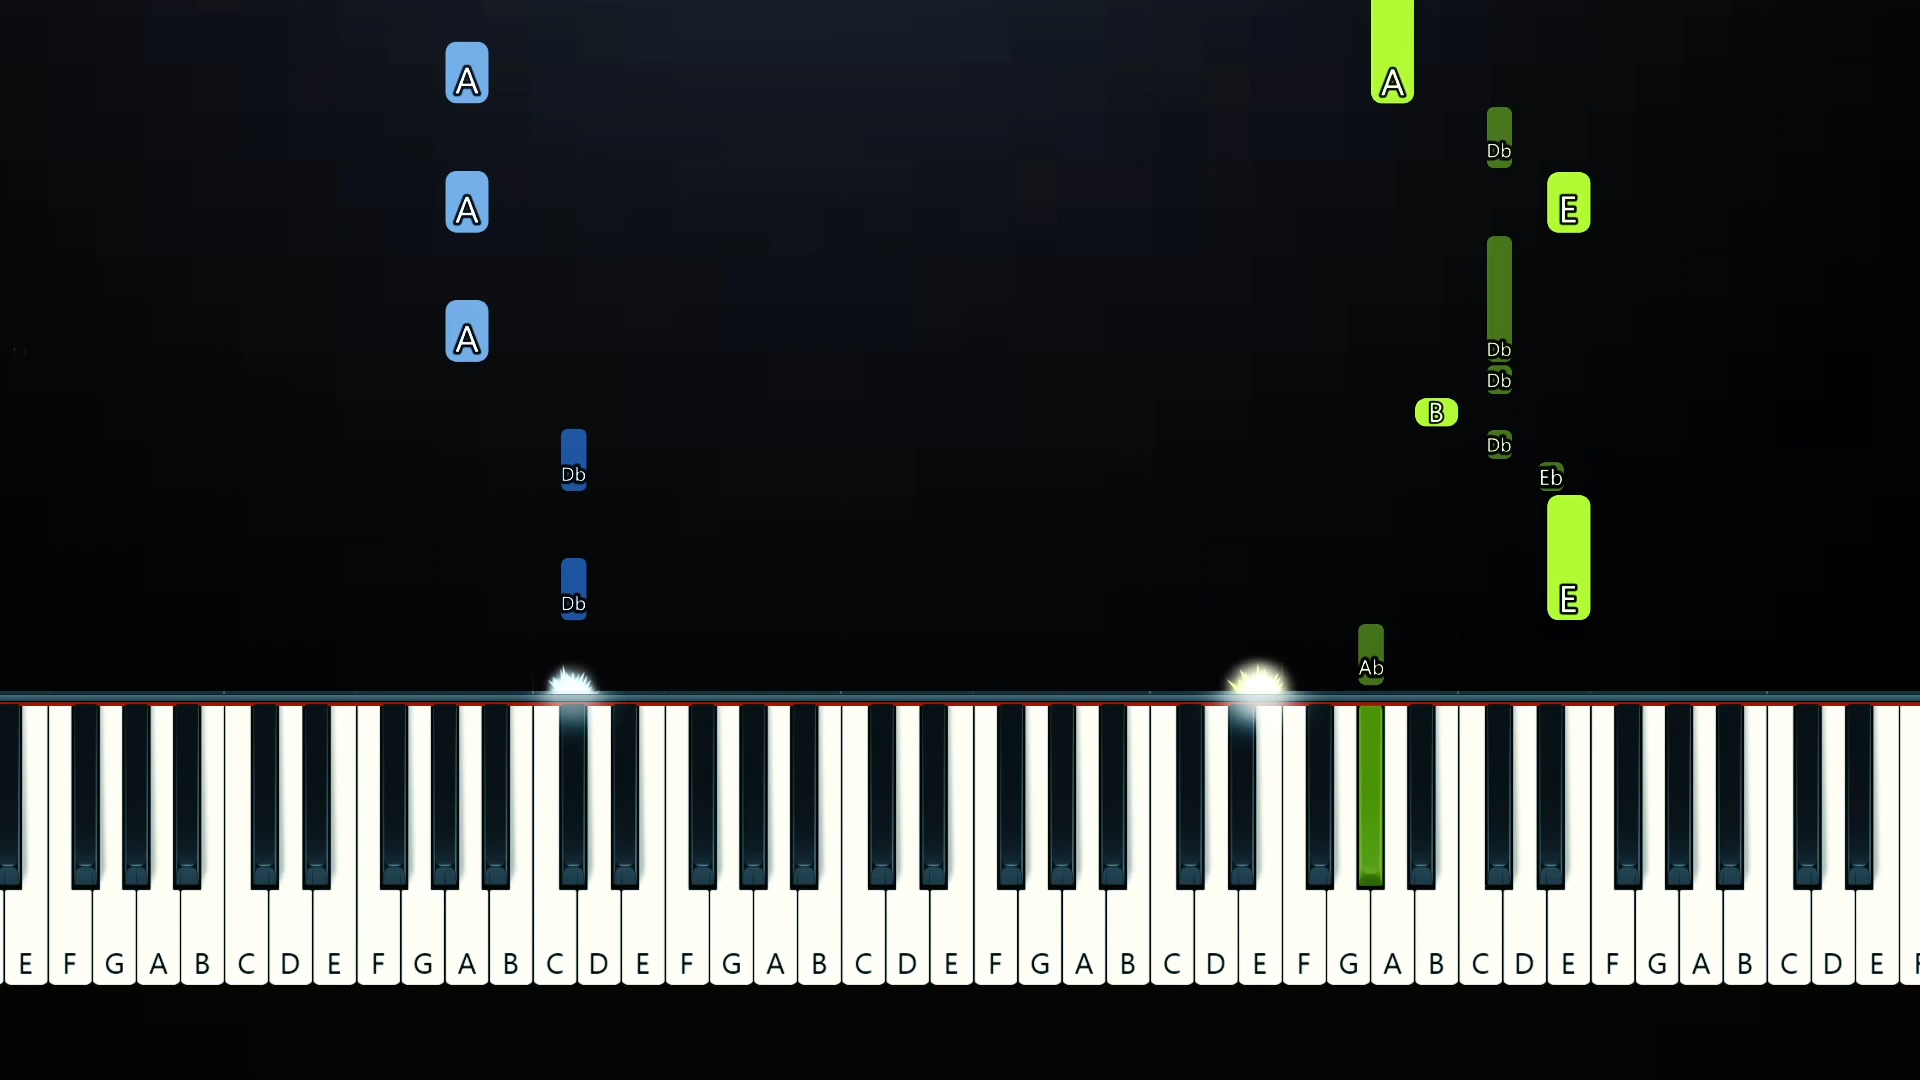 A A
Db
A E
A Db
Db
B
Db
Db Eb
Db E
Ab
E F G A B C D E F G A B C D E F G A B C D E F G A B C D E F G A B C D E F G A B C D E F